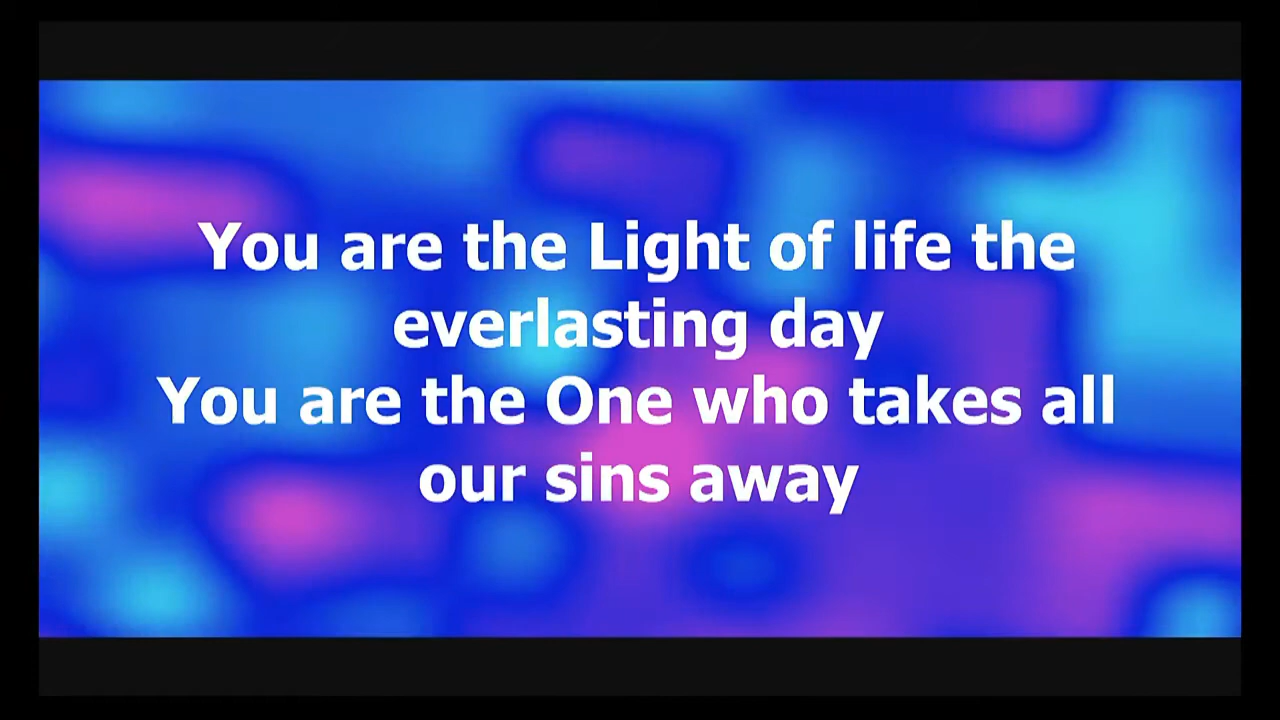 You are the Light of life the
everlasting day
You are the One who takes all
our sins away